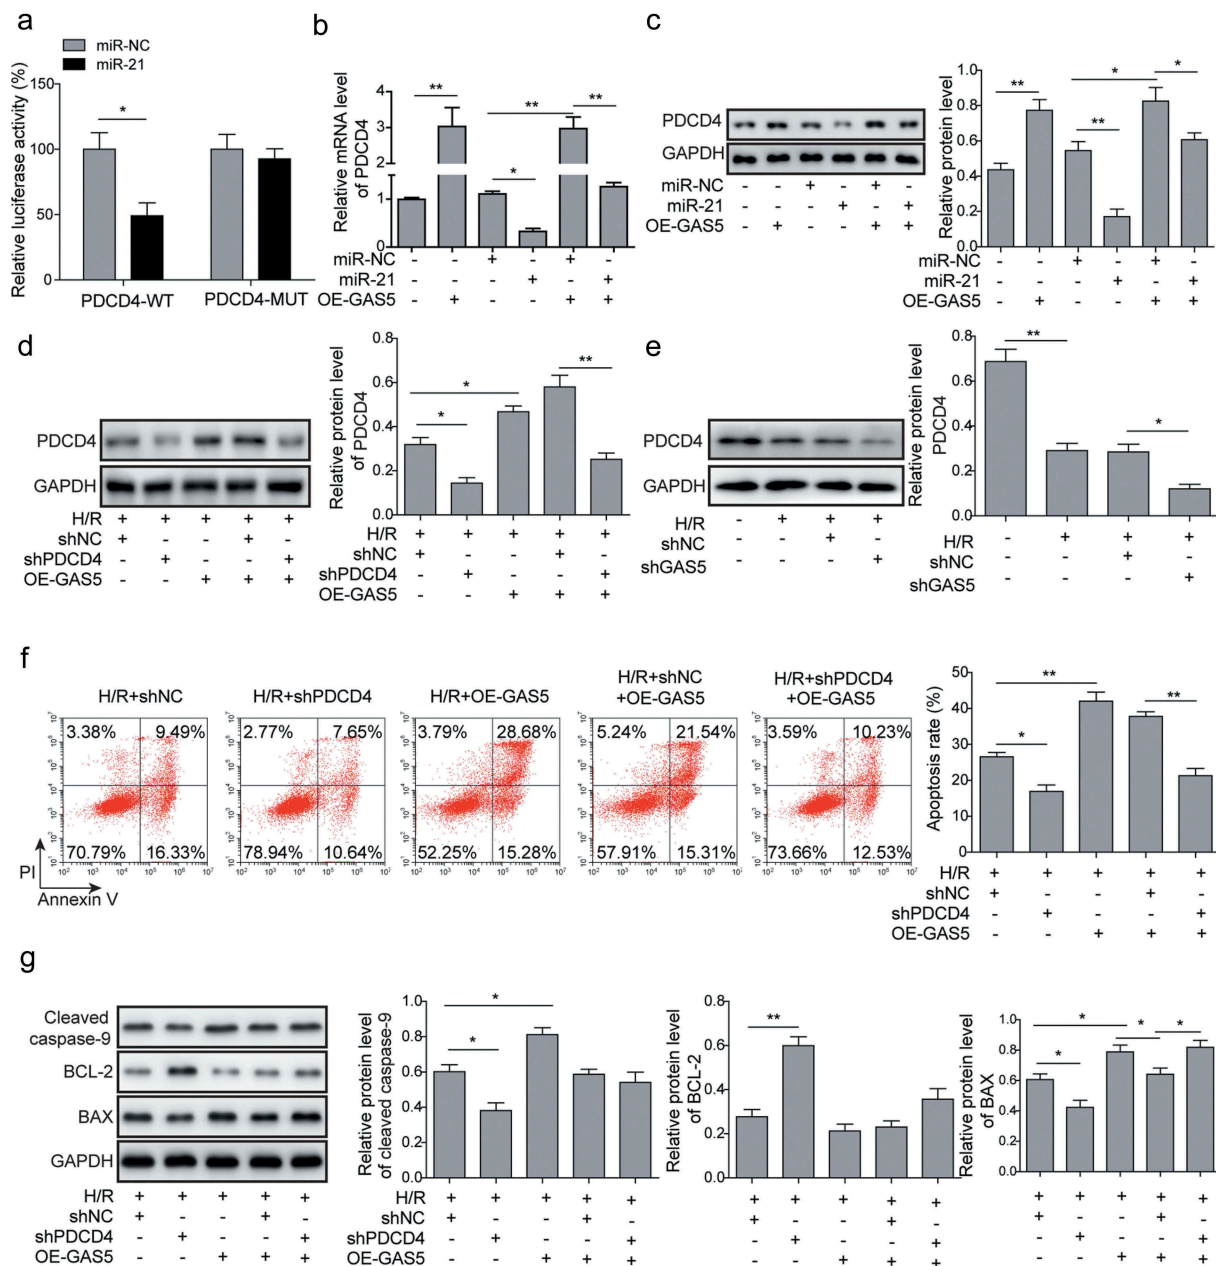 a
miR-NC
miR-21
Relative luciferase activity (%)
150
100
50
0
*
PDCD4-WT PDCD4-MUT
b
Relative mRNA level
of PDCD4
4
3
2
1
0
** ** ** *
miR-NC - - + - + -
miR-21 - - - + - +
OE-GAS5 - + - - + +
c
PDCD4
GAPDH
miR-NC - - + - + -
miR-21 - - - + - +
OE-GAS5 - + - - + +
Relative protein level
1.0
0.8
0.6
0.4
0.2
0.0
** ** * *
miR-NC - - + - + -
miR-21 - - - + - +
OE-GAS5 - + - - + +
d
PDCD4
GAPDH
H/R + + + + +
shNC + - - + -
shPDCD4 - + - - +
OE-GAS5 - - + + +
Relative protein level
of PDCD4
0.8
0.6
0.4
0.2
0.0
* * **
H/R + + + + +
shNC + - - + -
shPDCD4 - + - - +
OE-GAS5 - - + + +
e
PDCD4
GAPDH
H/R - + + +
shNC - - + -
shGAS5 - - - +
Relative protein level
PDCD4
0.8
0.6
0.4
0.2
0.0
** *
H/R - + + +
shNC - - + -
shGAS5 - - - +
f
H/R+shNC
3.38% 9.49%
70.79% 16.33%
H/R+shPDCD4
2.77% 7.65%
78.94% 10.64%
H/R+OE-GAS5
3.79% 28.68%
52.25% 15.28%
H/R+shNC
+OE-GAS5
5.24% 21.54%
57.91% 15.31%
H/R+shPDCD4
+OE-GAS5
3.59% 10.23%
73.66% 12.53%
PI
Annexin V
Apoptosis rate (%)
50
40
30
20
10
0
* ** **
H/R + + + + +
shNC + - - + -
shPDCD4 - + - - +
OE-GAS5 - - + + +
g
Cleaved
caspase-9
BCL-2
BAX
GAPDH
H/R + + + + +
shNC + - - + -
shPDCD4 - + - - +
OE-GAS5 - - + + +
Relative protein level
of cleaved caspase-9
1.0
0.8
0.6
0.4
0.2
0.0
* *
H/R + + + + +
shNC + - - + -
shPDCD4 - + - - +
OE-GAS5 - - + + +
Relative protein level
of BCL-2
0.8
0.6
0.4
0.2
0.0
**
+ + + + +
+ - - + -
- + - - +
- - + + +
Relative protein level
of BAX
1.0
0.8
0.6
0.4
0.2
0.0
* * * *
+ + + + +
+ - - + -
- + - - +
- - + + +